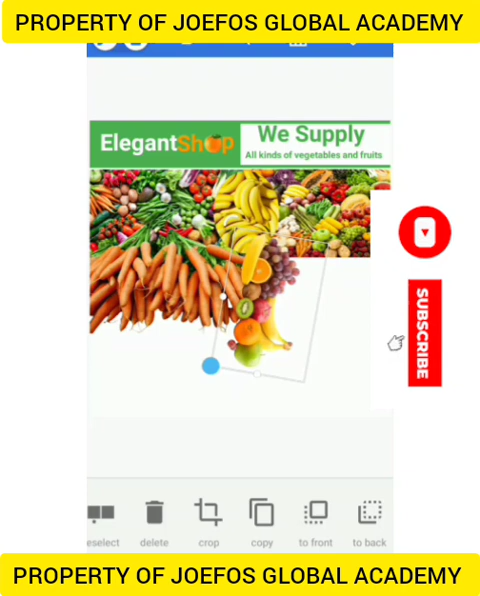 PROPERTY OF JOEFOS GLOBAL ACADEMY
ElegantShop
We Supply
All kinds of vegetables and fruits
SUBSCRIBE
eselect
delete
crop
copy
to front
to back
PROPERTY OF JOEFOS GLOBAL ACADEMY